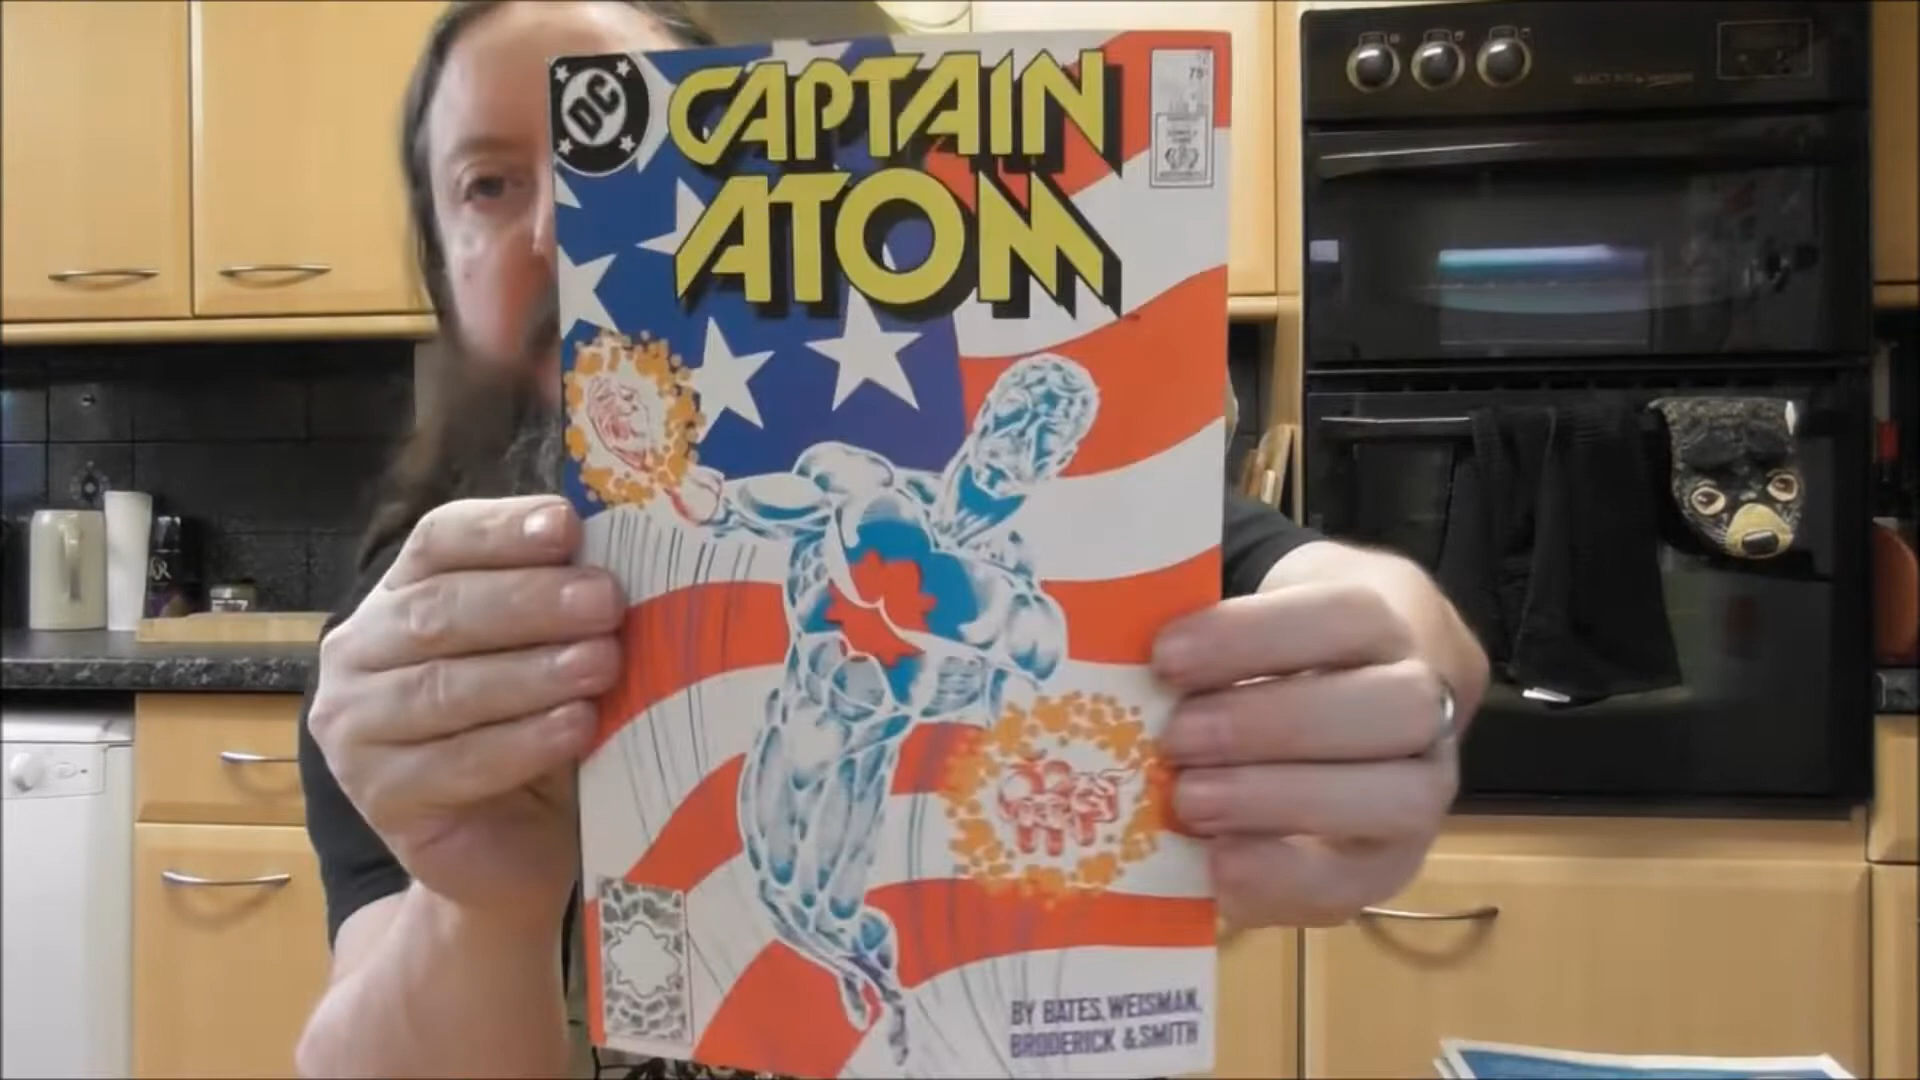 DC
CAPTAIN
ATOM
75¢
BY BATES, WEISMAN,
BRODERICK & SMITH